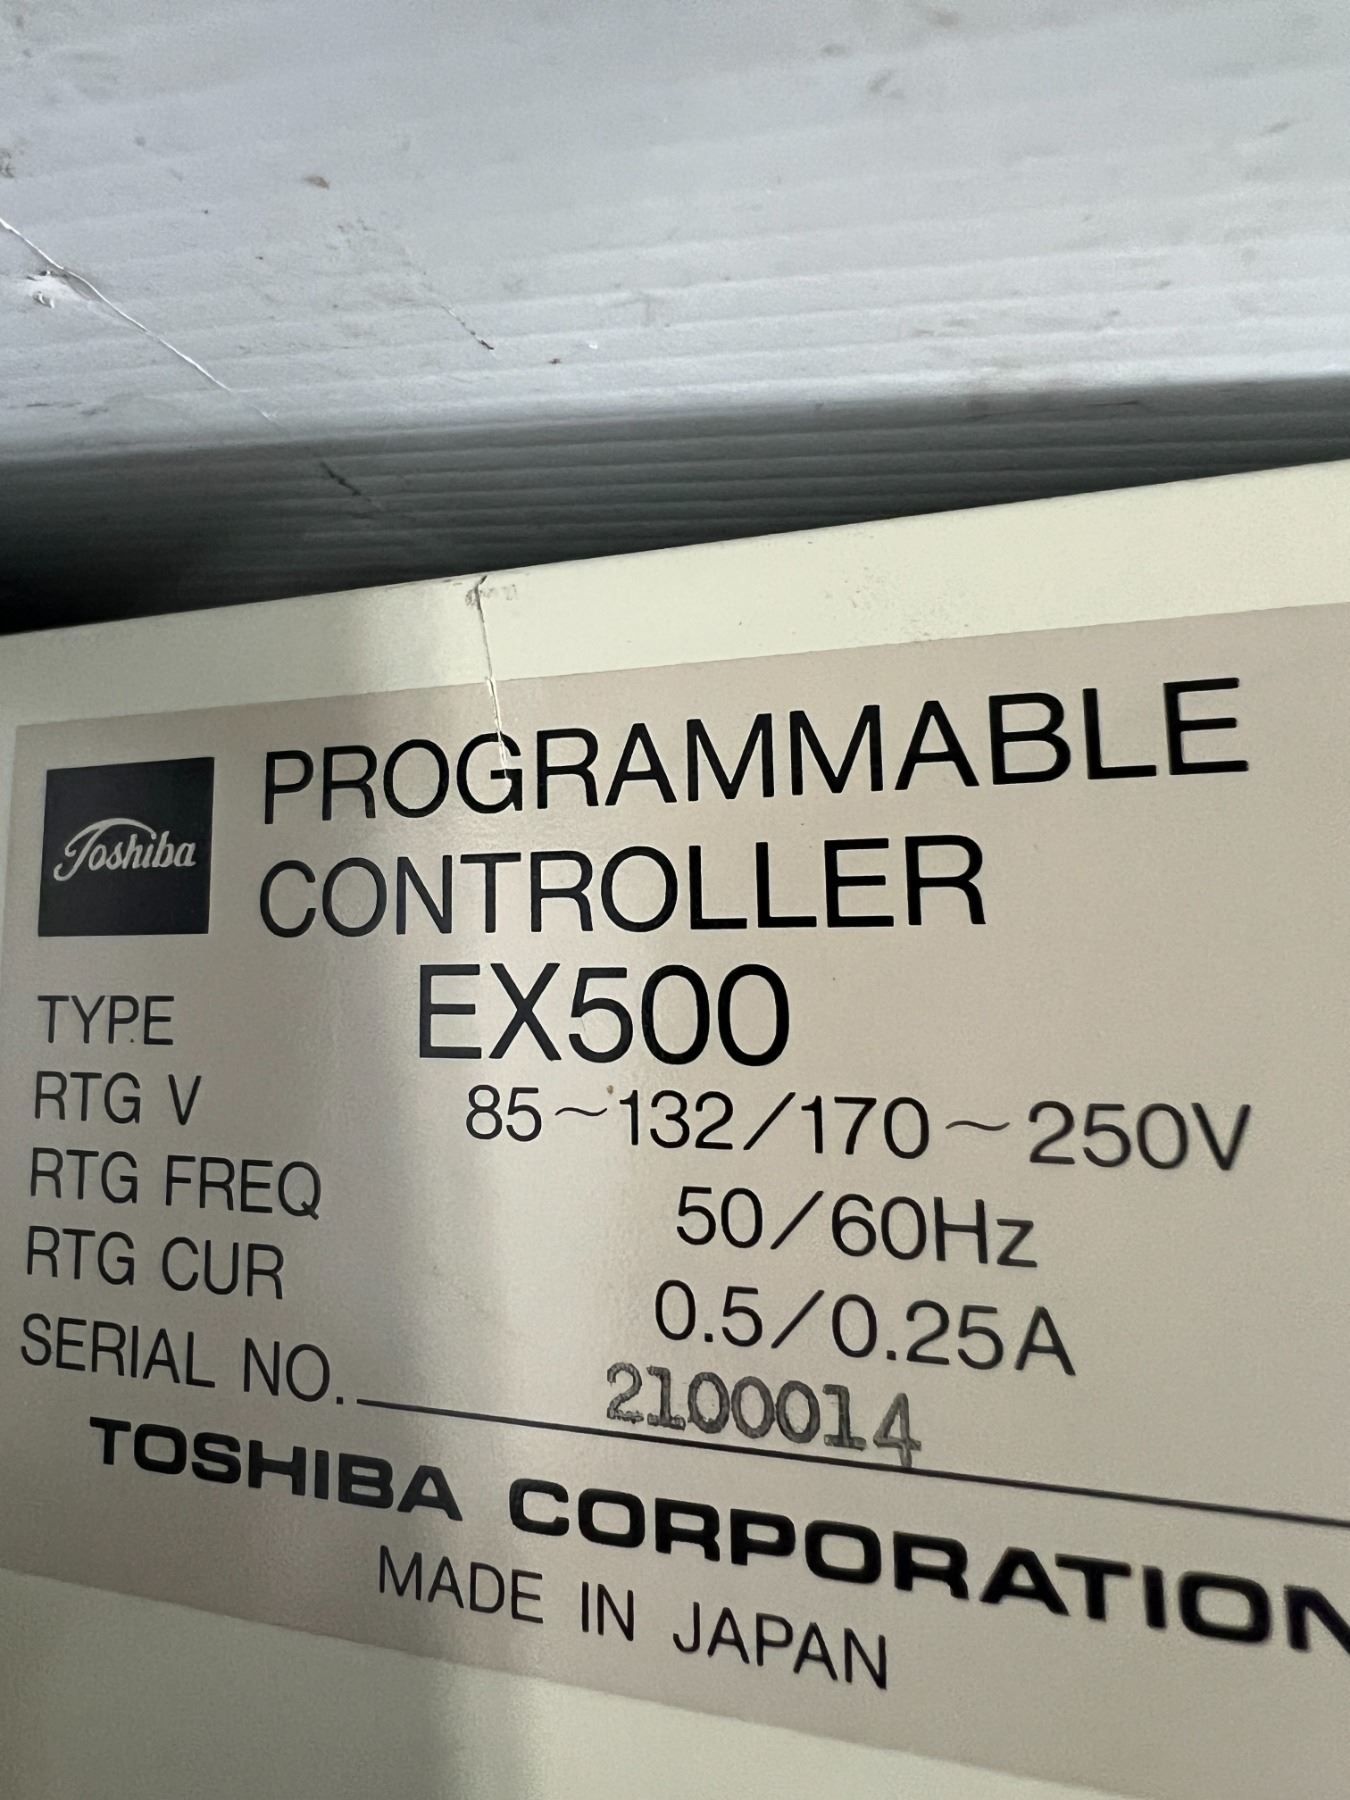 Toshiba
PROGRAMMABLE
CONTROLLER
TYPE EX500
RTG V 85~132/170~250V
RTG FREQ 50/60Hz
RTG CUR 0.5/0.25A
SERIAL NO. 2100014
TOSHIBA CORPORATION
MADE IN JAPAN